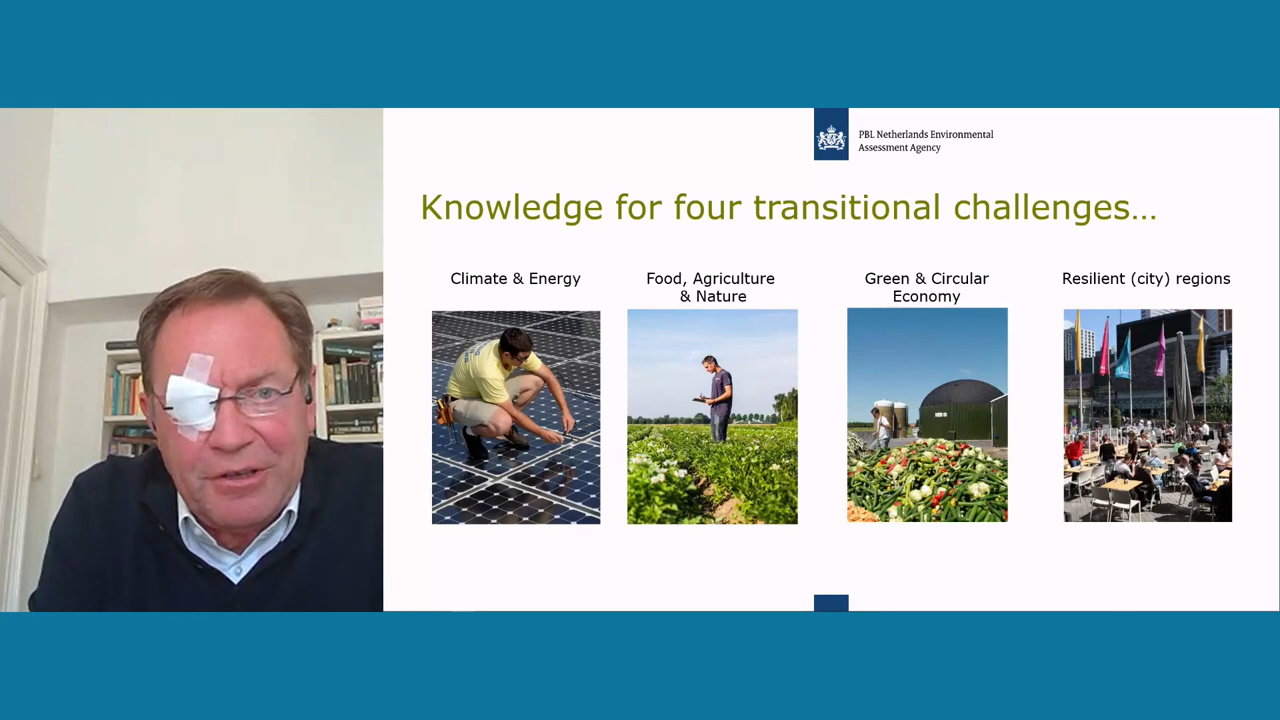 PBL Netherlands Environmental
Assessment Agency
Knowledge for four transitional challenges…
Climate & Energy
Food, Agriculture
& Nature
Green & Circular
Economy
Resilient (city) regions